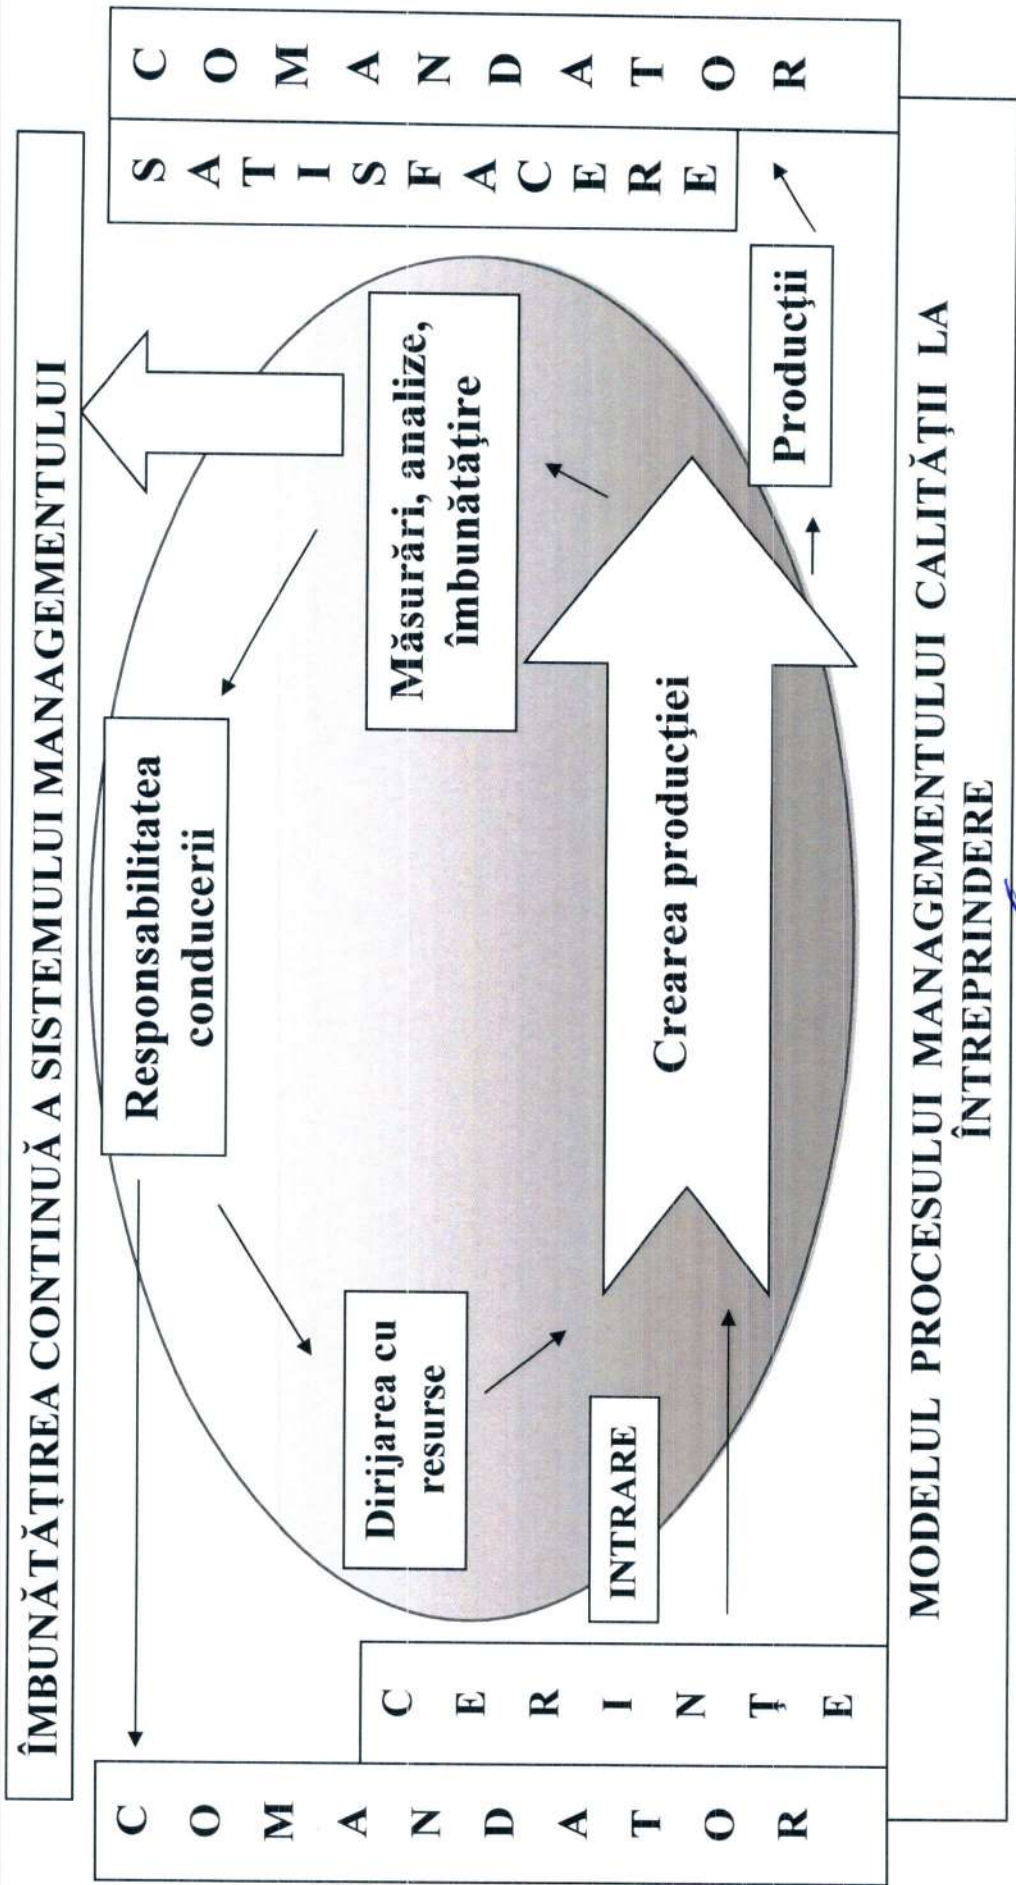 ÎMBUNĂTĂȚIREA CONTINUĂ A SISTEMULUI MANAGEMENTULUI
COMANDATOR
CERINȚE
Responsabilitatea
conducerii
Dirijarea cu
resurse
Măsurări, analize,
îmbunătățire
INTRARE
Crearea producției
Producții
SATISFACERE
COMANDATOR
MODELUL PROCESULUI MANAGEMENTULUI CALITĂȚII LA
ÎNTREPRINDERE